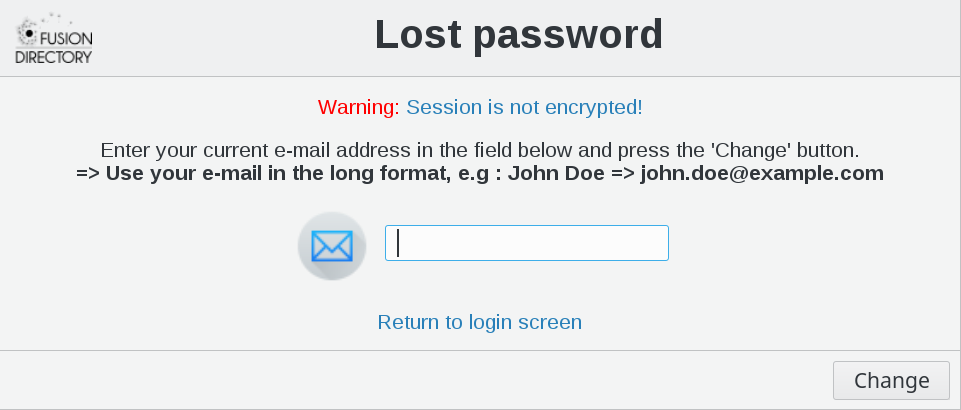 FUSION
DIRECTORY
Lost password
Warning: Session is not encrypted!
Enter your current e-mail address in the field below and press the 'Change' button.
=> Use your e-mail in the long format, e.g : John Doe => john.doe@example.com
Return to login screen
Change